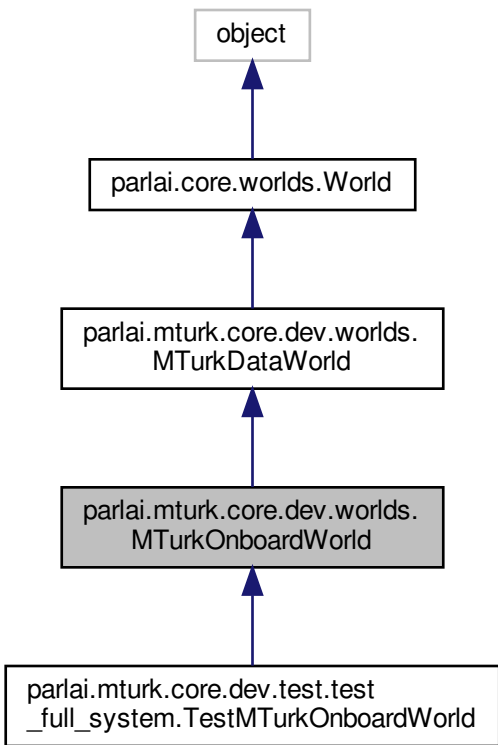 object
parlai.core.worlds.World
parlai.mturk.core.dev.worlds.
MTurkDataWorld
parlai.mturk.core.dev.worlds.
MTurkOnboardWorld
parlai.mturk.core.dev.test.test
_full_system.TestMTurkOnboardWorld